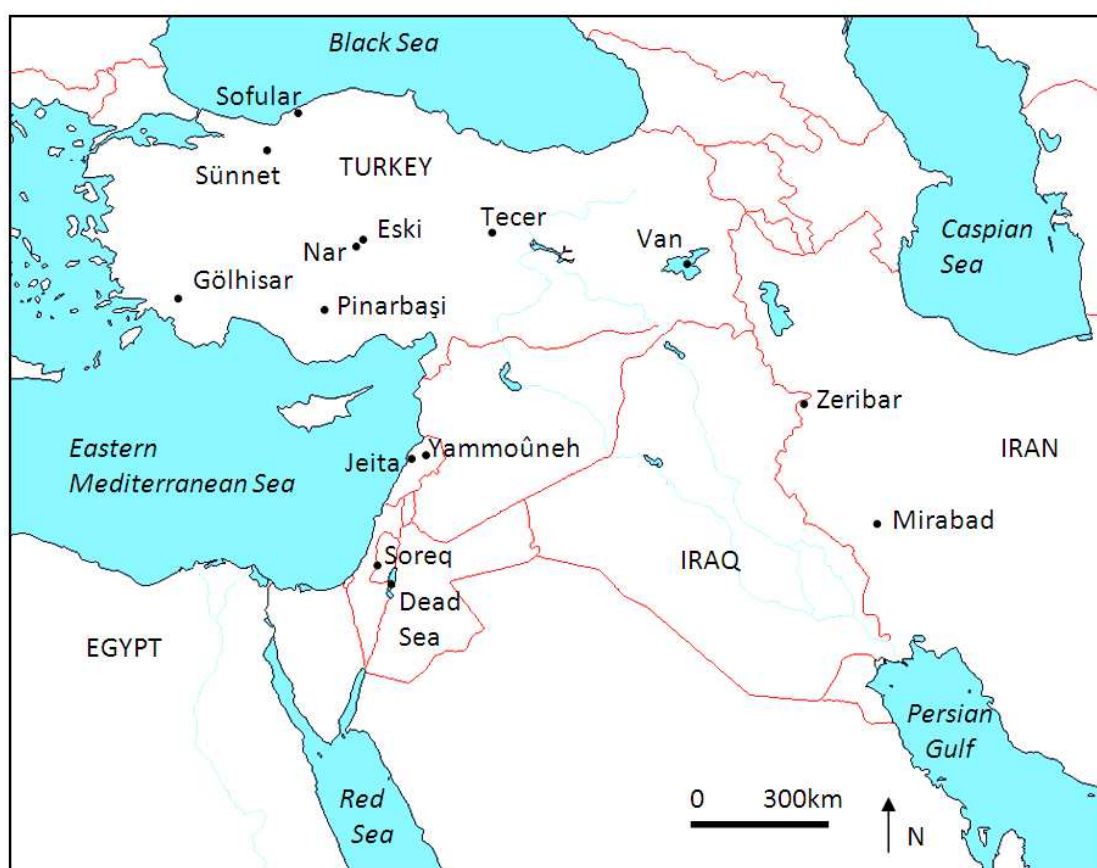 Black Sea
Sofular
Sünnet
TURKEY
Tecer
Eski
Nar
Van
Caspian
Sea
Gölhisar
Pinarbaşi
Zeribar
Eastern
Mediterranean Sea
Yammoûneh
Jeita
IRAN
Mirabad
Soreq
IRAQ
Dead
Sea
EGYPT
Persian
Gulf
Red
Sea
0 300km
N